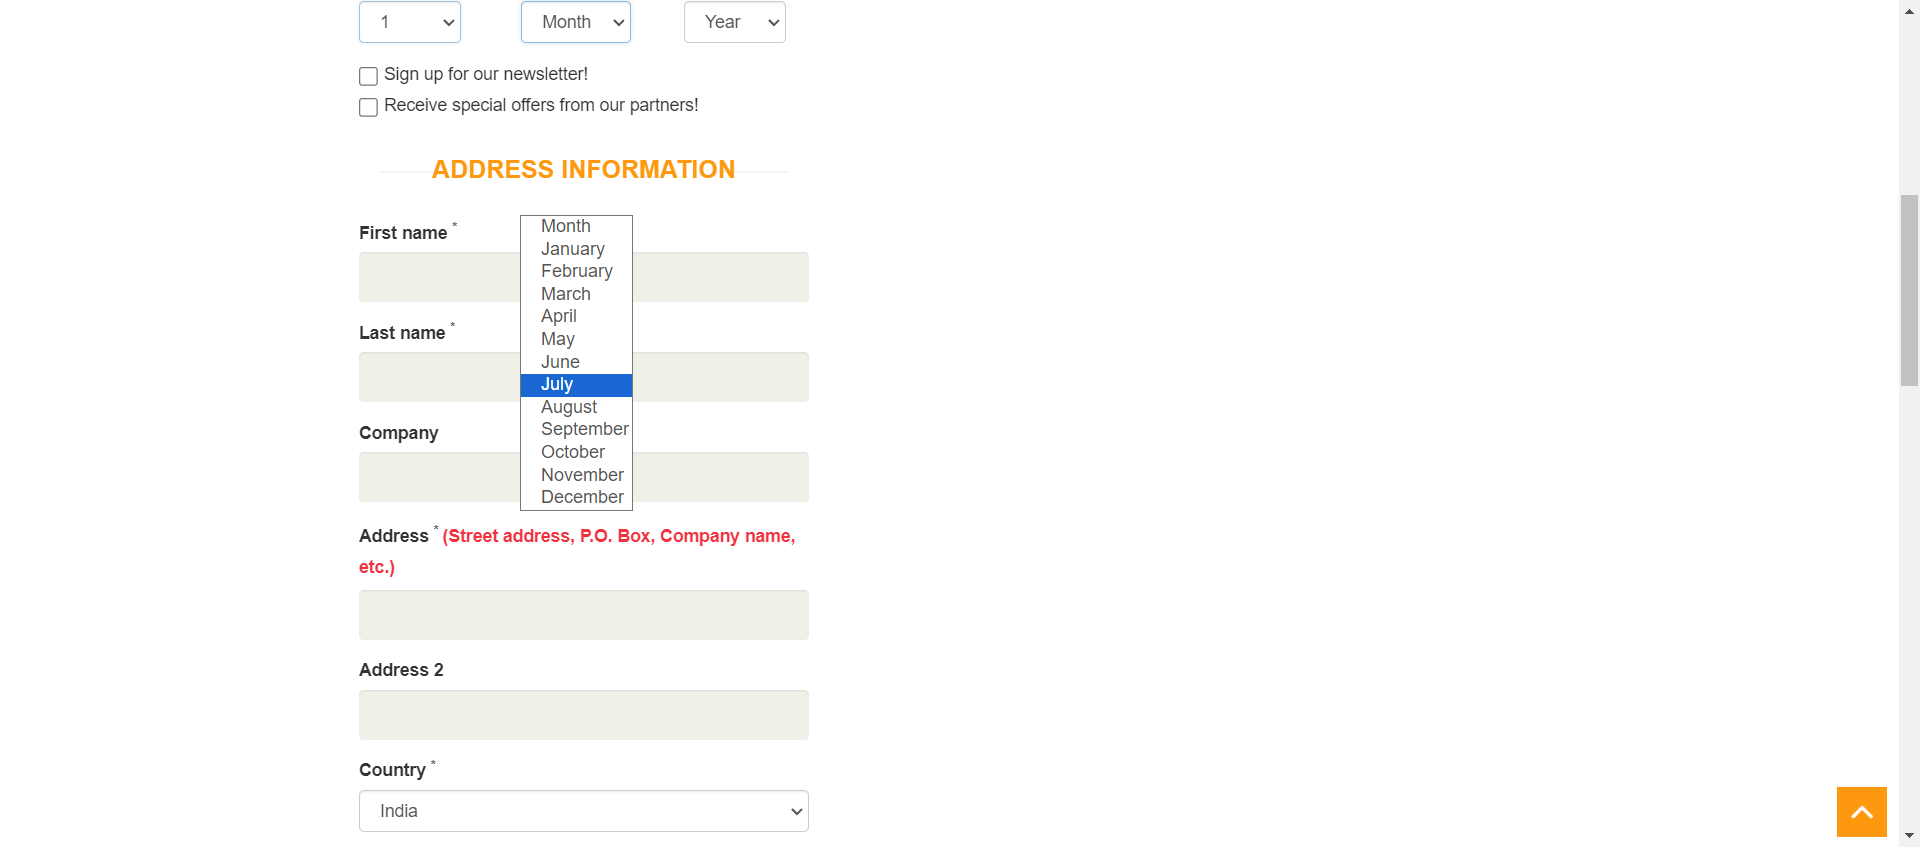 1 Month Year
Sign up for our newsletter!
Receive special offers from our partners!
ADDRESS INFORMATION
First name *
Month
January
February
March
April
May
June
July
August
September
October
November
December
Last name *
Company
Address * (Street address, P.O. Box, Company name,
etc.)
Address 2
Country *
India